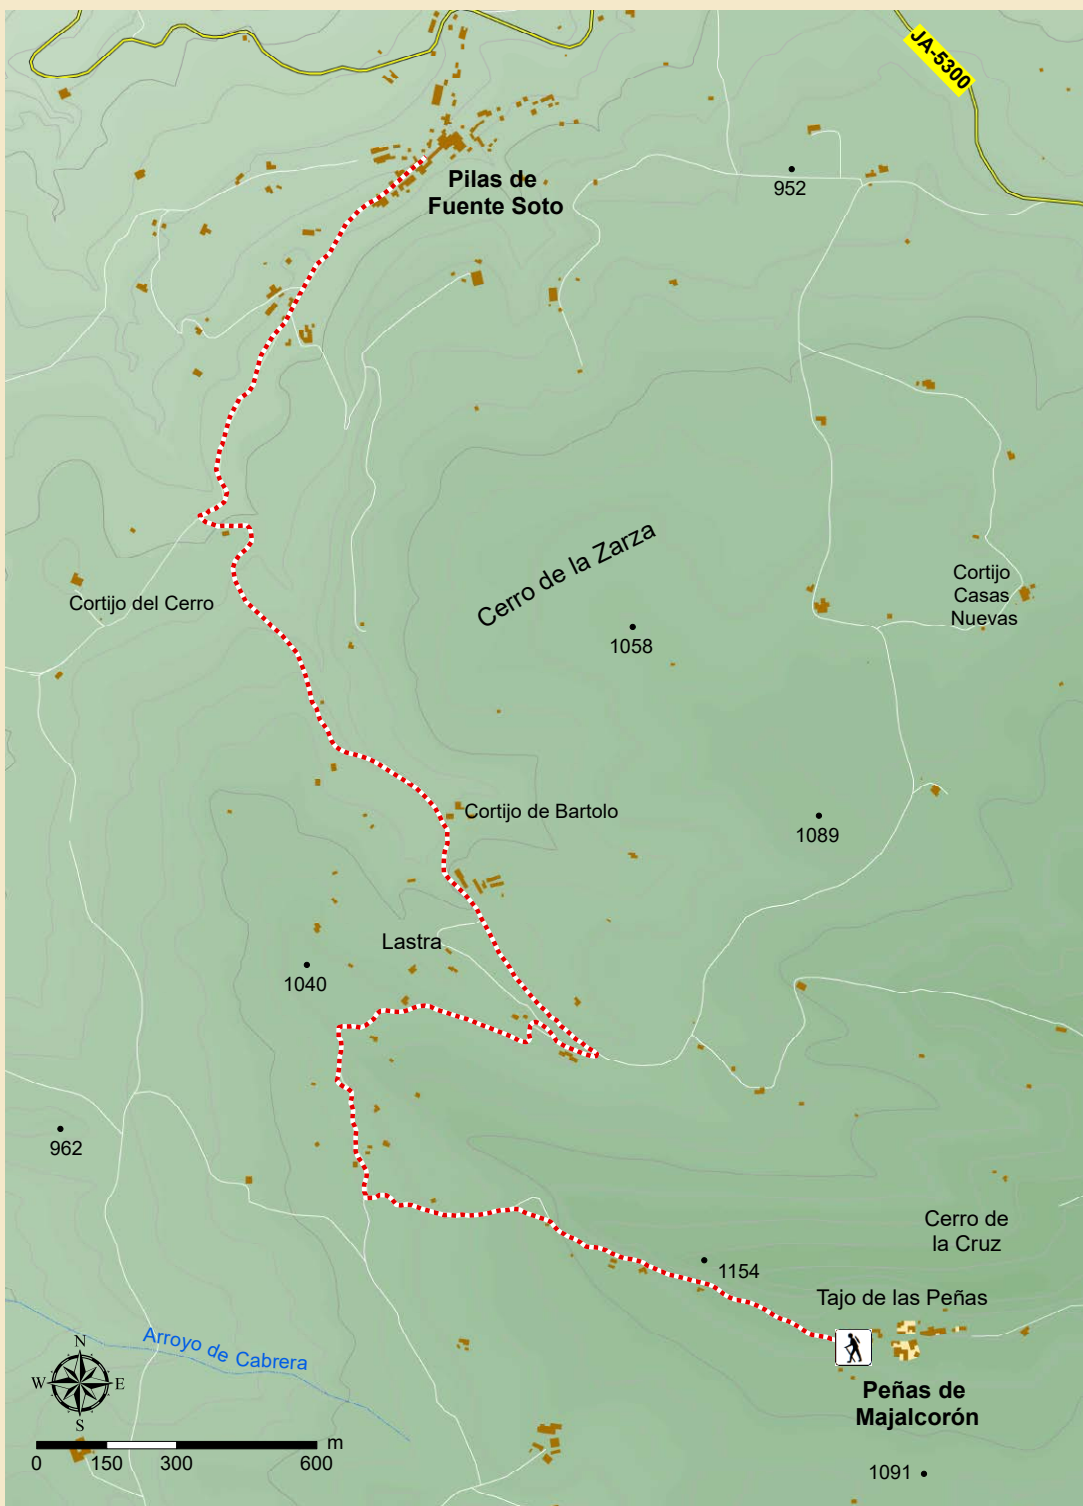 JA-5300
Pilas de
Fuente Soto
952
Cerro de la Zarza
Cortijo
Casas
Nuevas
Cortijo del Cerro
1058
Cortijo de Bartolo
1089
Lastra
1040
962
Cerro de
la Cruz
1154
Tajo de las Peñas
Arroyo de Cabrera
N
W E
S
Peñas de
Majalcorón
m
0 150 300 600
1091